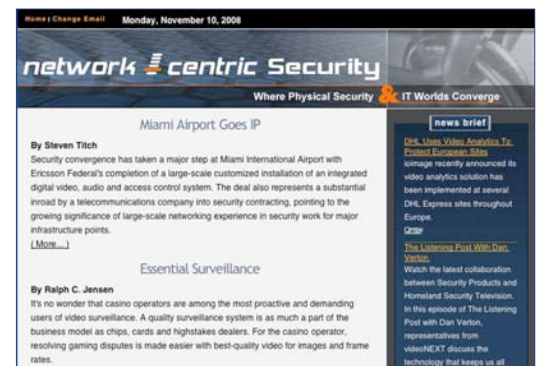 Home | Change Email Monday, November 10, 2008
network centric Security
Where Physical Security & IT Worlds Converge
Miami Airport Goes IP
By Steven Titch
Security convergence has taken a major step at Miami International Airport with
Ericsson Federal's completion of a large-scale customized installation of an integrated
digital video, audio and access control system. The deal also represents a substantial
inroad by a telecommunications company into security contracting, pointing to the
growing significance of large-scale networking experience in security work for major
infrastructure points.
( More... )
Essential Surveillance
By Ralph C. Jensen
It's no wonder that casino operators are among the most proactive and demanding
users of video surveillance. A quality surveillance system is as much a part of the
business model as chips, cards and highstakes dealers. For the casino operator,
resolving gaming disputes is made easier with best-quality video for images and frame
rates.
news brief
DHL Uses Video Analytics To
Protect European Sites
ioimage recently announced its
video analytics solution has
been implemented at several
DHL Express sites throughout
Europe.
The Listening Post With Dan
Verton
Watch the latest collaboration
between Security Products and
Homeland Security Television.
In this episode of The Listening
Post with Dan Verton,
representatives from
videoNEXT discuss the
technology that keeps us all